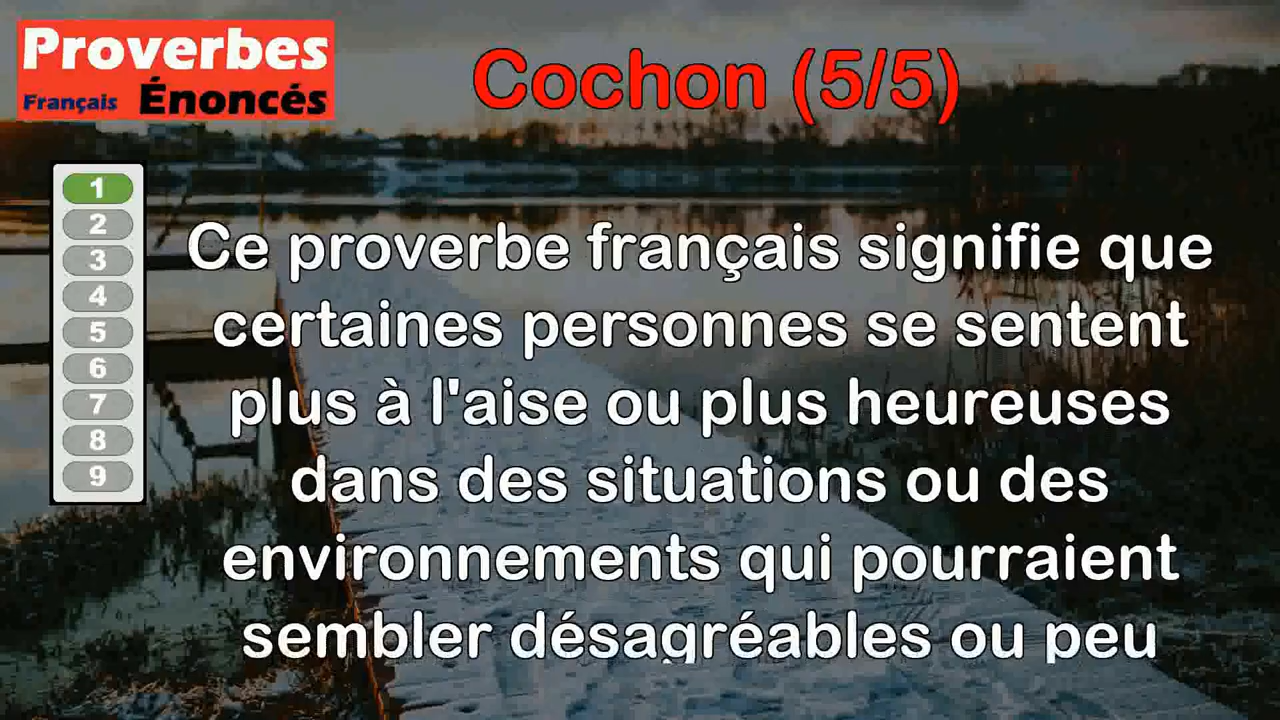 Proverbes
Français Énoncés
Cochon (5/5)
1
2
3
4
5
6
7
8
9
Ce proverbe français signifie que
certaines personnes se sentent
plus à l'aise ou plus heureuses
dans des situations ou des
environnements qui pourraient
sembler désagréables ou peu